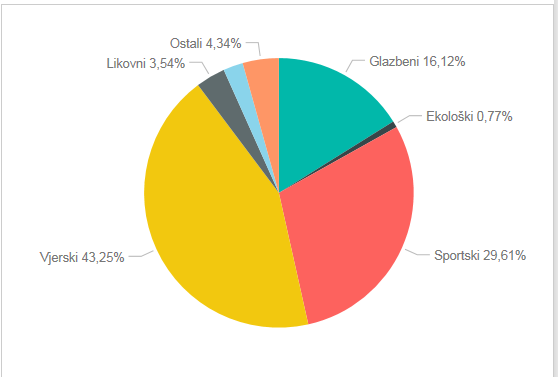 Ostali 4,34%
Glazbeni 16,12%
Likovni 3,54%
Ekološki 0,77%
Vjerski 43,25%
Sportski 29,61%